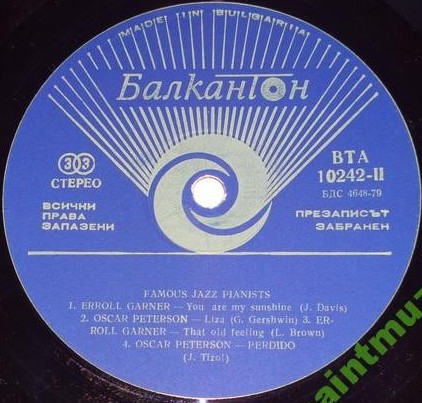 MADE IN BULGARIA
Балкантон
33
СТЕРЕО
ВТА
10242-II
БДС 4648-79
ВСИЧКИ
ПРАВА
ЗАПАЗЕНИ
ПРЕЗАПИСЪТ
ЗАБРАНЕН
FAMOUS JAZZ PIANISTS
1. ERROLL GARNER — You are my sunshine (J. Davis)
2. OSCAR PETERSON — Liza (G. Gershwin) 3. ER-
ROLL GARNER — That old feeling (L. Brown)
4. OSCAR PETERSON — PERDIDO
(J. Tizol)
aintmuz